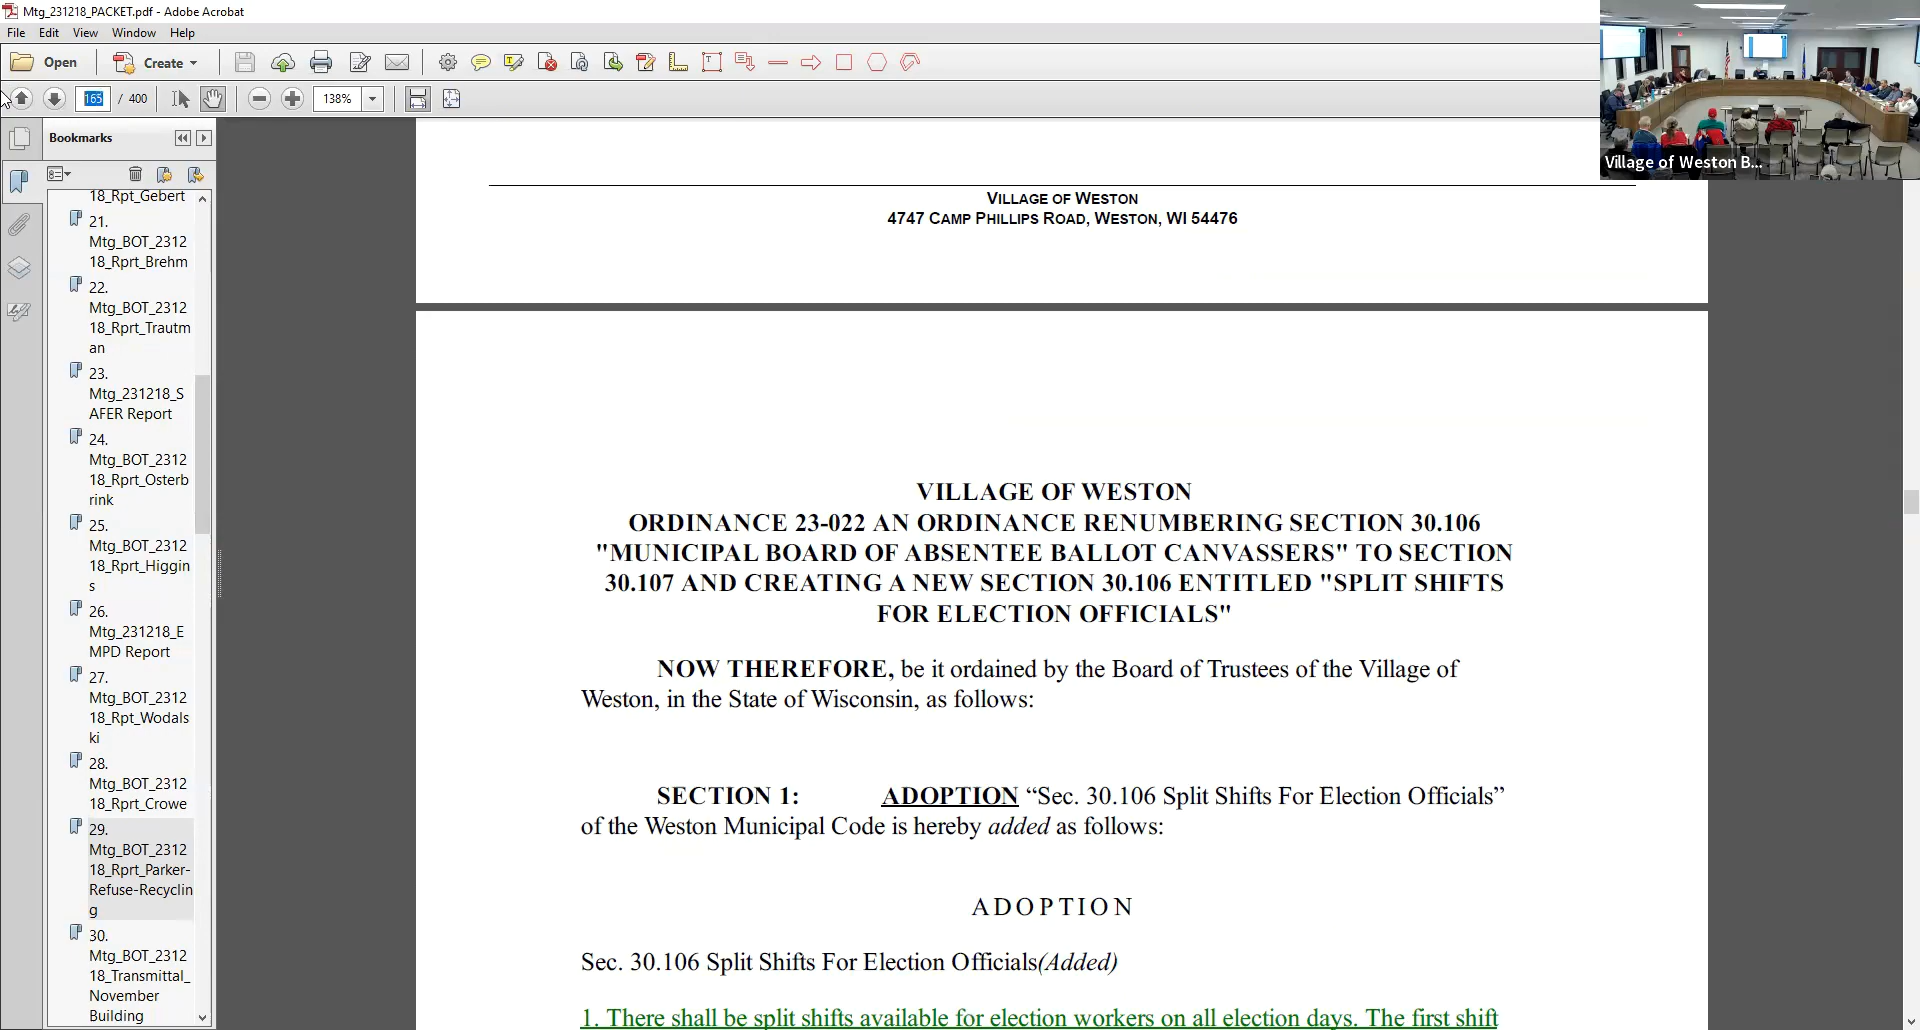 Mtg_231218_PACKET.pdf - Adobe Acrobat
File Edit View Window Help
Open Create
165 / 400 138%
Bookmarks
18_Rpt_Gebert
21.
Mtg_BOT_2312
18_Rprt_Brehm
22.
Mtg_BOT_2312
18_Rprt_Trautm
an
23.
Mtg_231218_S
AFER Report
24.
Mtg_BOT_2312
18_Rprt_Osterb
rink
25.
Mtg_BOT_2312
18_Rprt_Higgin
s
26.
Mtg_231218_E
MPD Report
27.
Mtg_BOT_2312
18_Rpt_Wodals
ki
28.
Mtg_BOT_2312
18_Rprt_Crowe
29.
Mtg_BOT_2312
18_Rprt_Parker-
Refuse-Recyclin
g
30.
Mtg_BOT_2312
18_Transmittal_
November
Building
VILLAGE OF WESTON
4747 CAMP PHILLIPS ROAD, WESTON, WI 54476
VILLAGE OF WESTON
ORDINANCE 23-022 AN ORDINANCE RENUMBERING SECTION 30.106
"MUNICIPAL BOARD OF ABSENTEE BALLOT CANVASSERS" TO SECTION
30.107 AND CREATING A NEW SECTION 30.106 ENTITLED "SPLIT SHIFTS
FOR ELECTION OFFICIALS"
NOW THEREFORE, be it ordained by the Board of Trustees of the Village of
Weston, in the State of Wisconsin, as follows:
SECTION 1: ADOPTION “Sec. 30.106 Split Shifts For Election Officials”
of the Weston Municipal Code is hereby added as follows:
ADOPTION
Sec. 30.106 Split Shifts For Election Officials(Added)
1. There shall be split shifts available for election workers on all election days. The first shift
Village of Weston B...